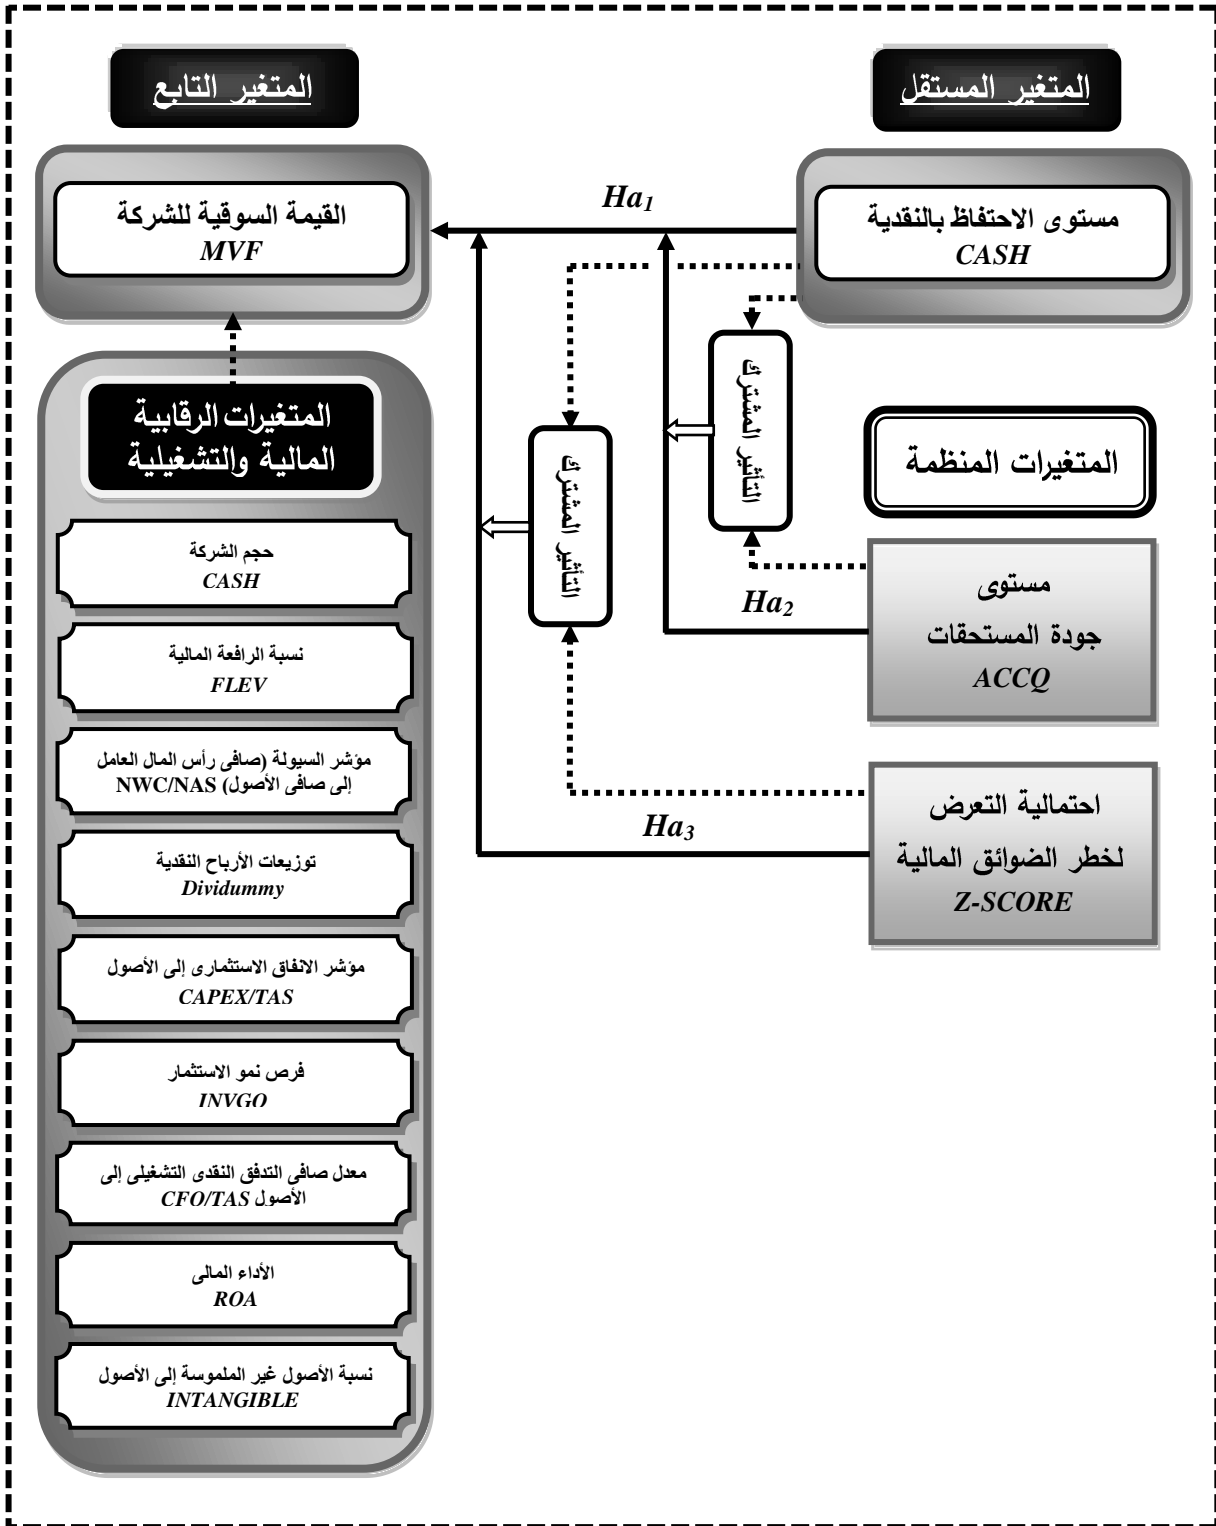 المتغير المستقل
المتغير التابع
مستوى الاحتفاظ بالنقدية
CASH
Ha1
القيمة السوقية للشركة
MVF
التأثير المشترك
التأثير المشترك
المتغيرات المنظمة
مستوى
جودة المستحقات
ACCQ
Ha2
احتمالية التعرض
لخطر الضوائق المالية
Z-SCORE
Ha3
المتغيرات الرقابية
المالية والتشغيلية
حجم الشركة
CASH
نسبة الرافعة المالية
FLEV
مؤشر السيولة (صافى رأس المال العامل
إلى صافى الأصول) NWC/NAS
توزيعات الأرباح النقدية
Dividummy
مؤشر الانفاق الاستثمارى إلى الأصول
CAPEX/TAS
فرص نمو الاستثمار
INVGO
معدل صافى التدفق النقدى التشغيلى إلى
الأصول CFO/TAS
الأداء المالى
ROA
نسبة الأصول غير الملموسة إلى الأصول
INTANGIBLE